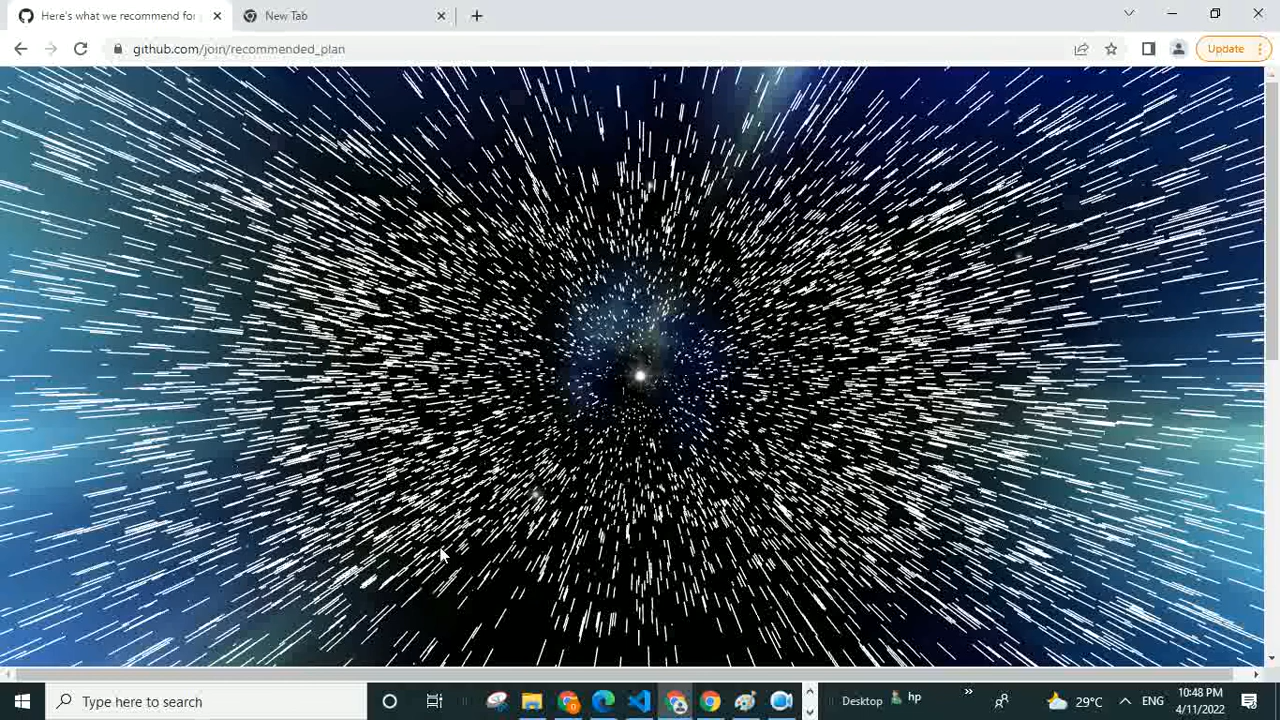 Here's what we recommend for
New Tab
github.com/join/recommended_plan
Update
Type here to search
Desktop
hp
29°C
ENG
10:48 PM
4/11/2022